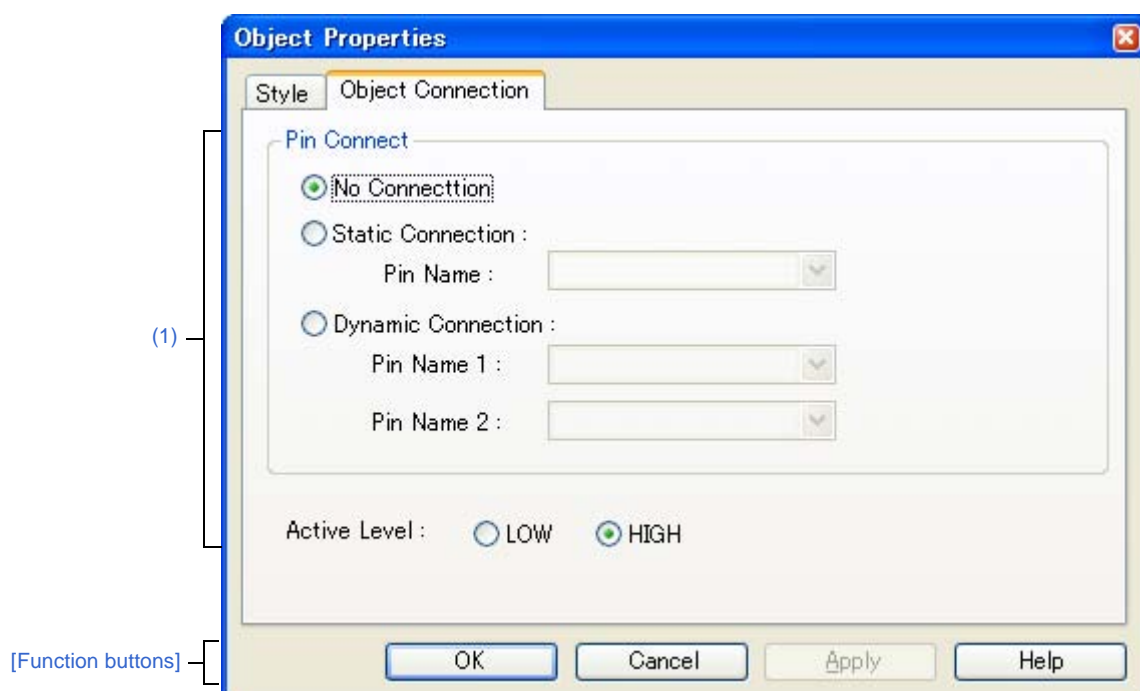 Object Properties
Style
Object Connection
Pin Connect
No Connecttion
Static Connection :
Pin Name :
Dynamic Connection :
Pin Name 1 :
Pin Name 2 :
(1)
Active Level : LOW HIGH
[Function buttons]
OK Cancel Apply Help